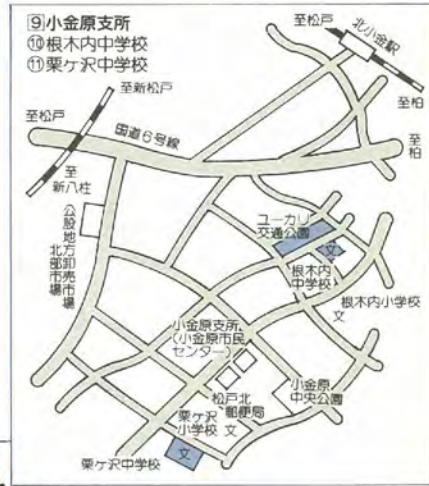 ⑨小金原支所
⑩根木内中学校
⑪栗ケ沢中学校
至松戸
北小金駅
至柏
至新松戸
至松戸
国道6号線
至柏
至
新八柱
公設地方卸売市場
北部市場
ユーカリ
交通公園
文
根木内
中学校
根木内小学校
文
小金原支所
(小金原市民
センター)
松戸北
郵便局
小金原
中央公園
栗ケ沢
小学校 文
栗ケ沢中学校
文